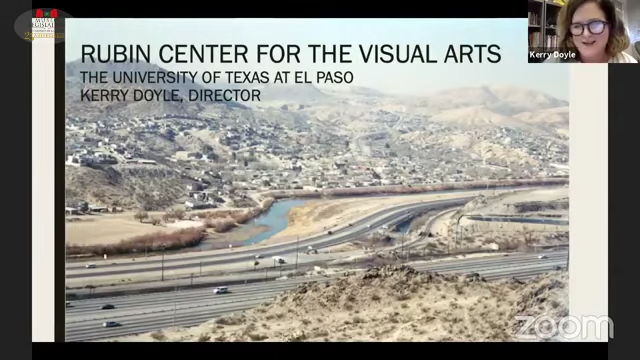 RUBIN CENTER FOR THE VISUAL ARTS
THE UNIVERSITY OF TEXAS AT EL PASO
KERRY DOYLE, DIRECTOR
Kerry Doyle
zoom